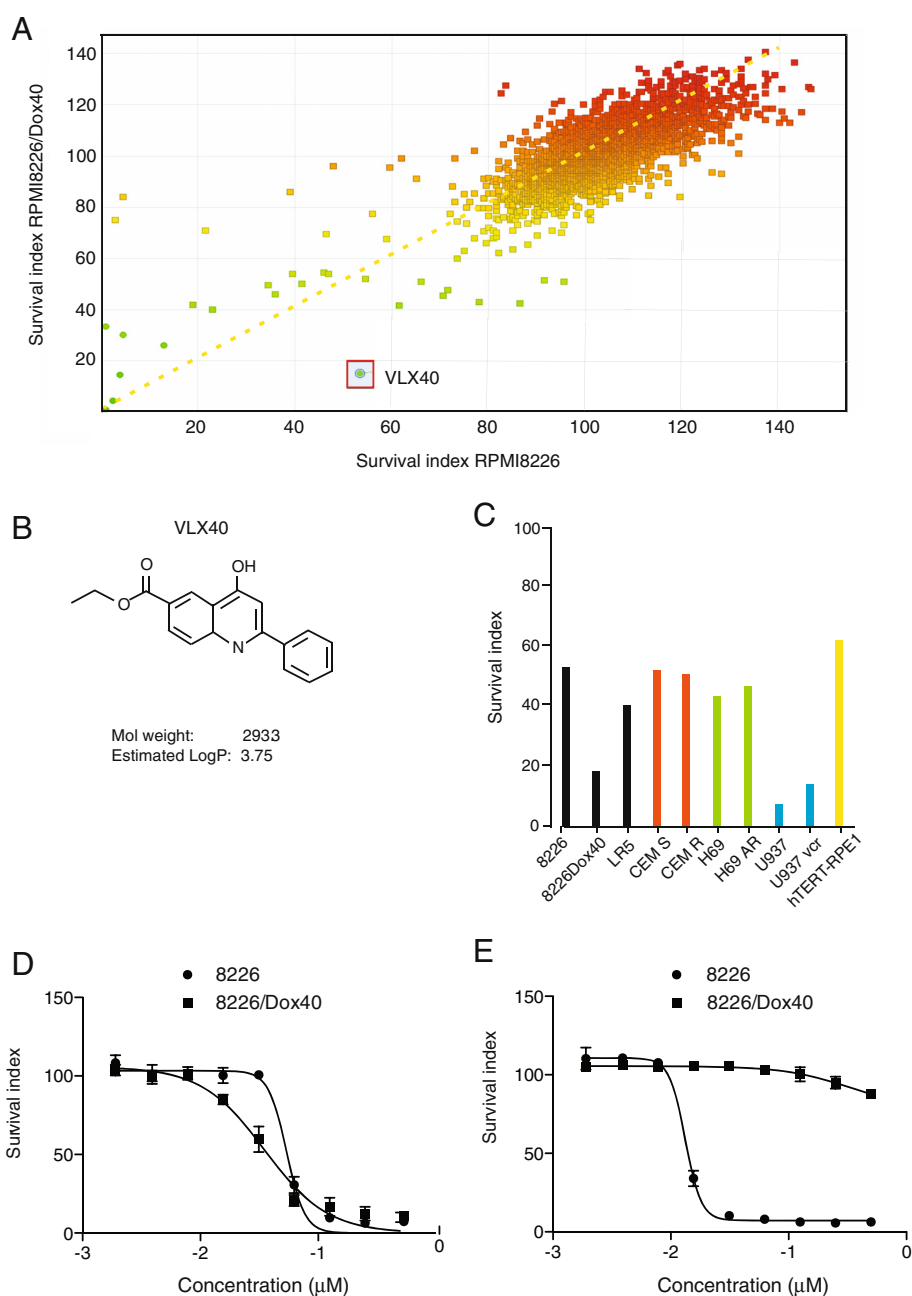 A
Survival index RPMI8226/Dox40
140
120
100
80
60
40
20
VLX40
20 40 60 80 100 120 140
Survival index RPMI8226
B
VLX40
O
O
OH
N
Mol weight: 2933
Estimated LogP: 3.75
C
Survival index
100
80
60
40
20
0
8226
8226Dox40
LR5
CEM S
CEM R
H69
H69 AR
U937
U937 vcr
hTERT-RPE1
D
8226
8226/Dox40
Survival index
150
100
50
0
-3 -2 -1 0
Concentration (μM)
E
8226
8226/Dox40
Survival index
150
100
50
0
-3 -2 -1 0
Concentration (μM)